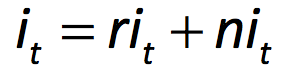 i_t = ri_t + ni_t